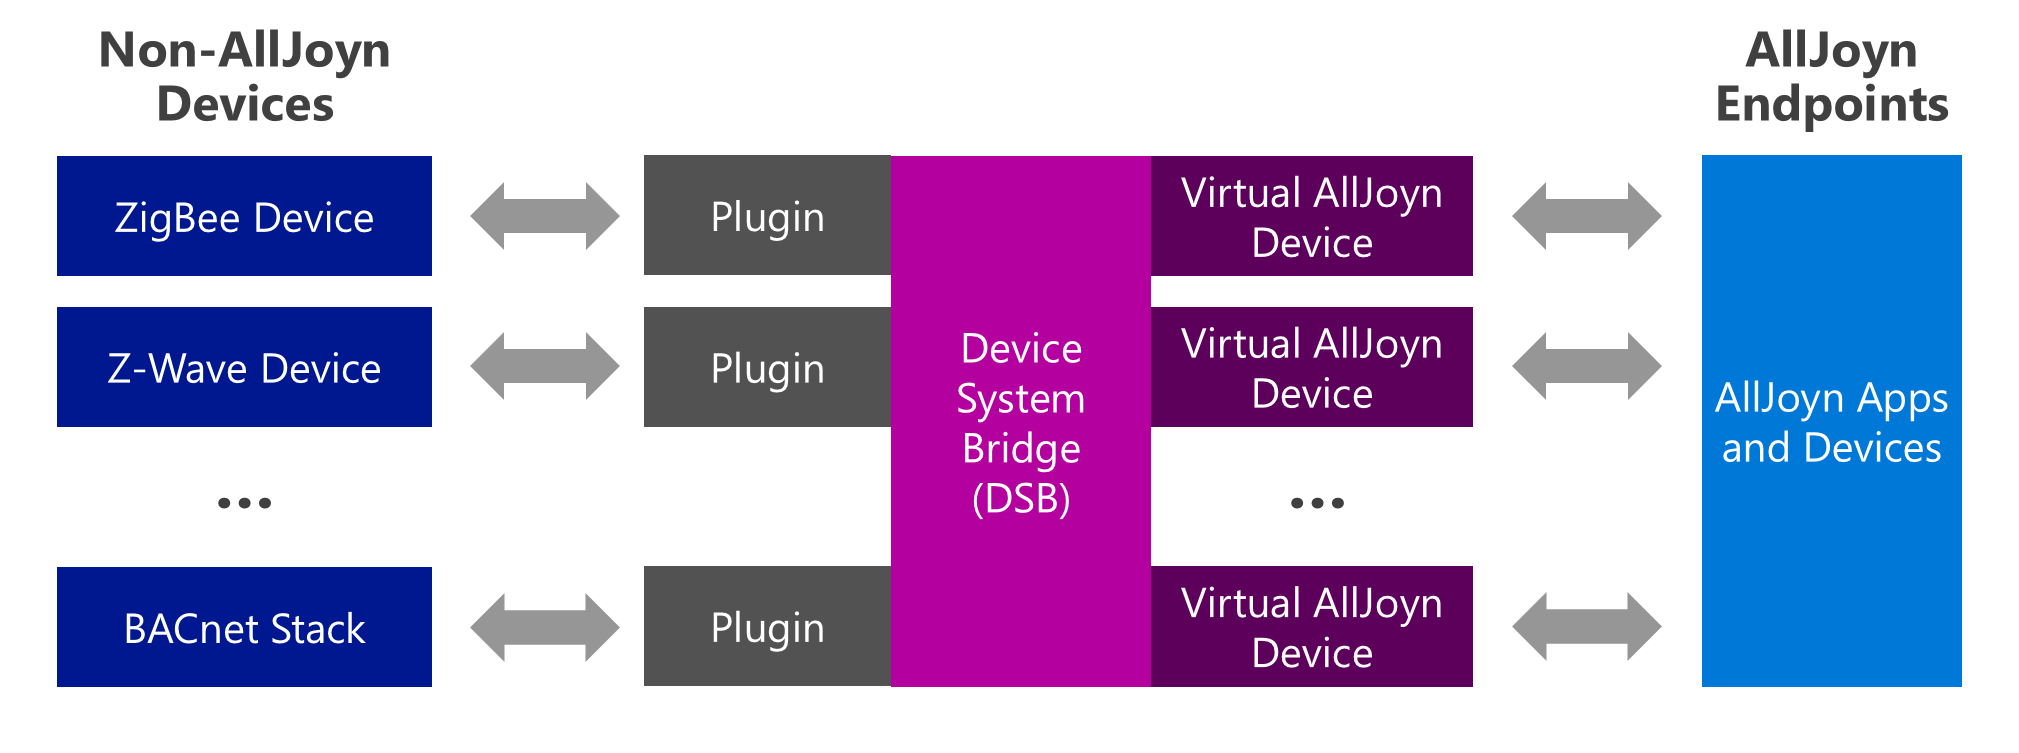 Non-AllJoyn
Devices
AllJoyn
Endpoints
ZigBee Device
Plugin
Virtual AllJoyn
Device
Z-Wave Device
Plugin
Device
System
Bridge
(DSB)
Virtual AllJoyn
Device
AllJoyn Apps
and Devices
...
...
BACnet Stack
Plugin
Virtual AllJoyn
Device